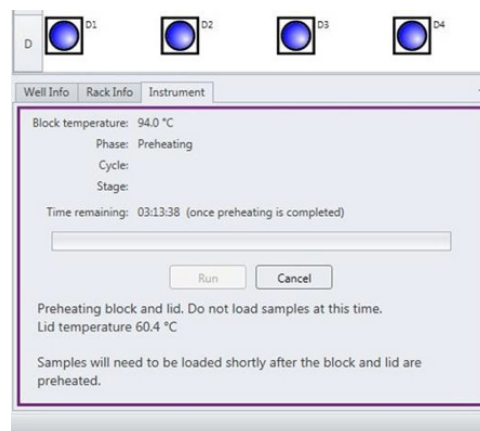 D D1 D2 D3 D4
Well Info Rack Info Instrument
Block temperature: 94.0 °C
Phase: Preheating
Cycle:
Stage:
Time remaining: 03:13:38 (once preheating is completed)
Run Cancel
Preheating block and lid. Do not load samples at this time.
Lid temperature 60.4 °C
Samples will need to be loaded shortly after the block and lid are
preheated.